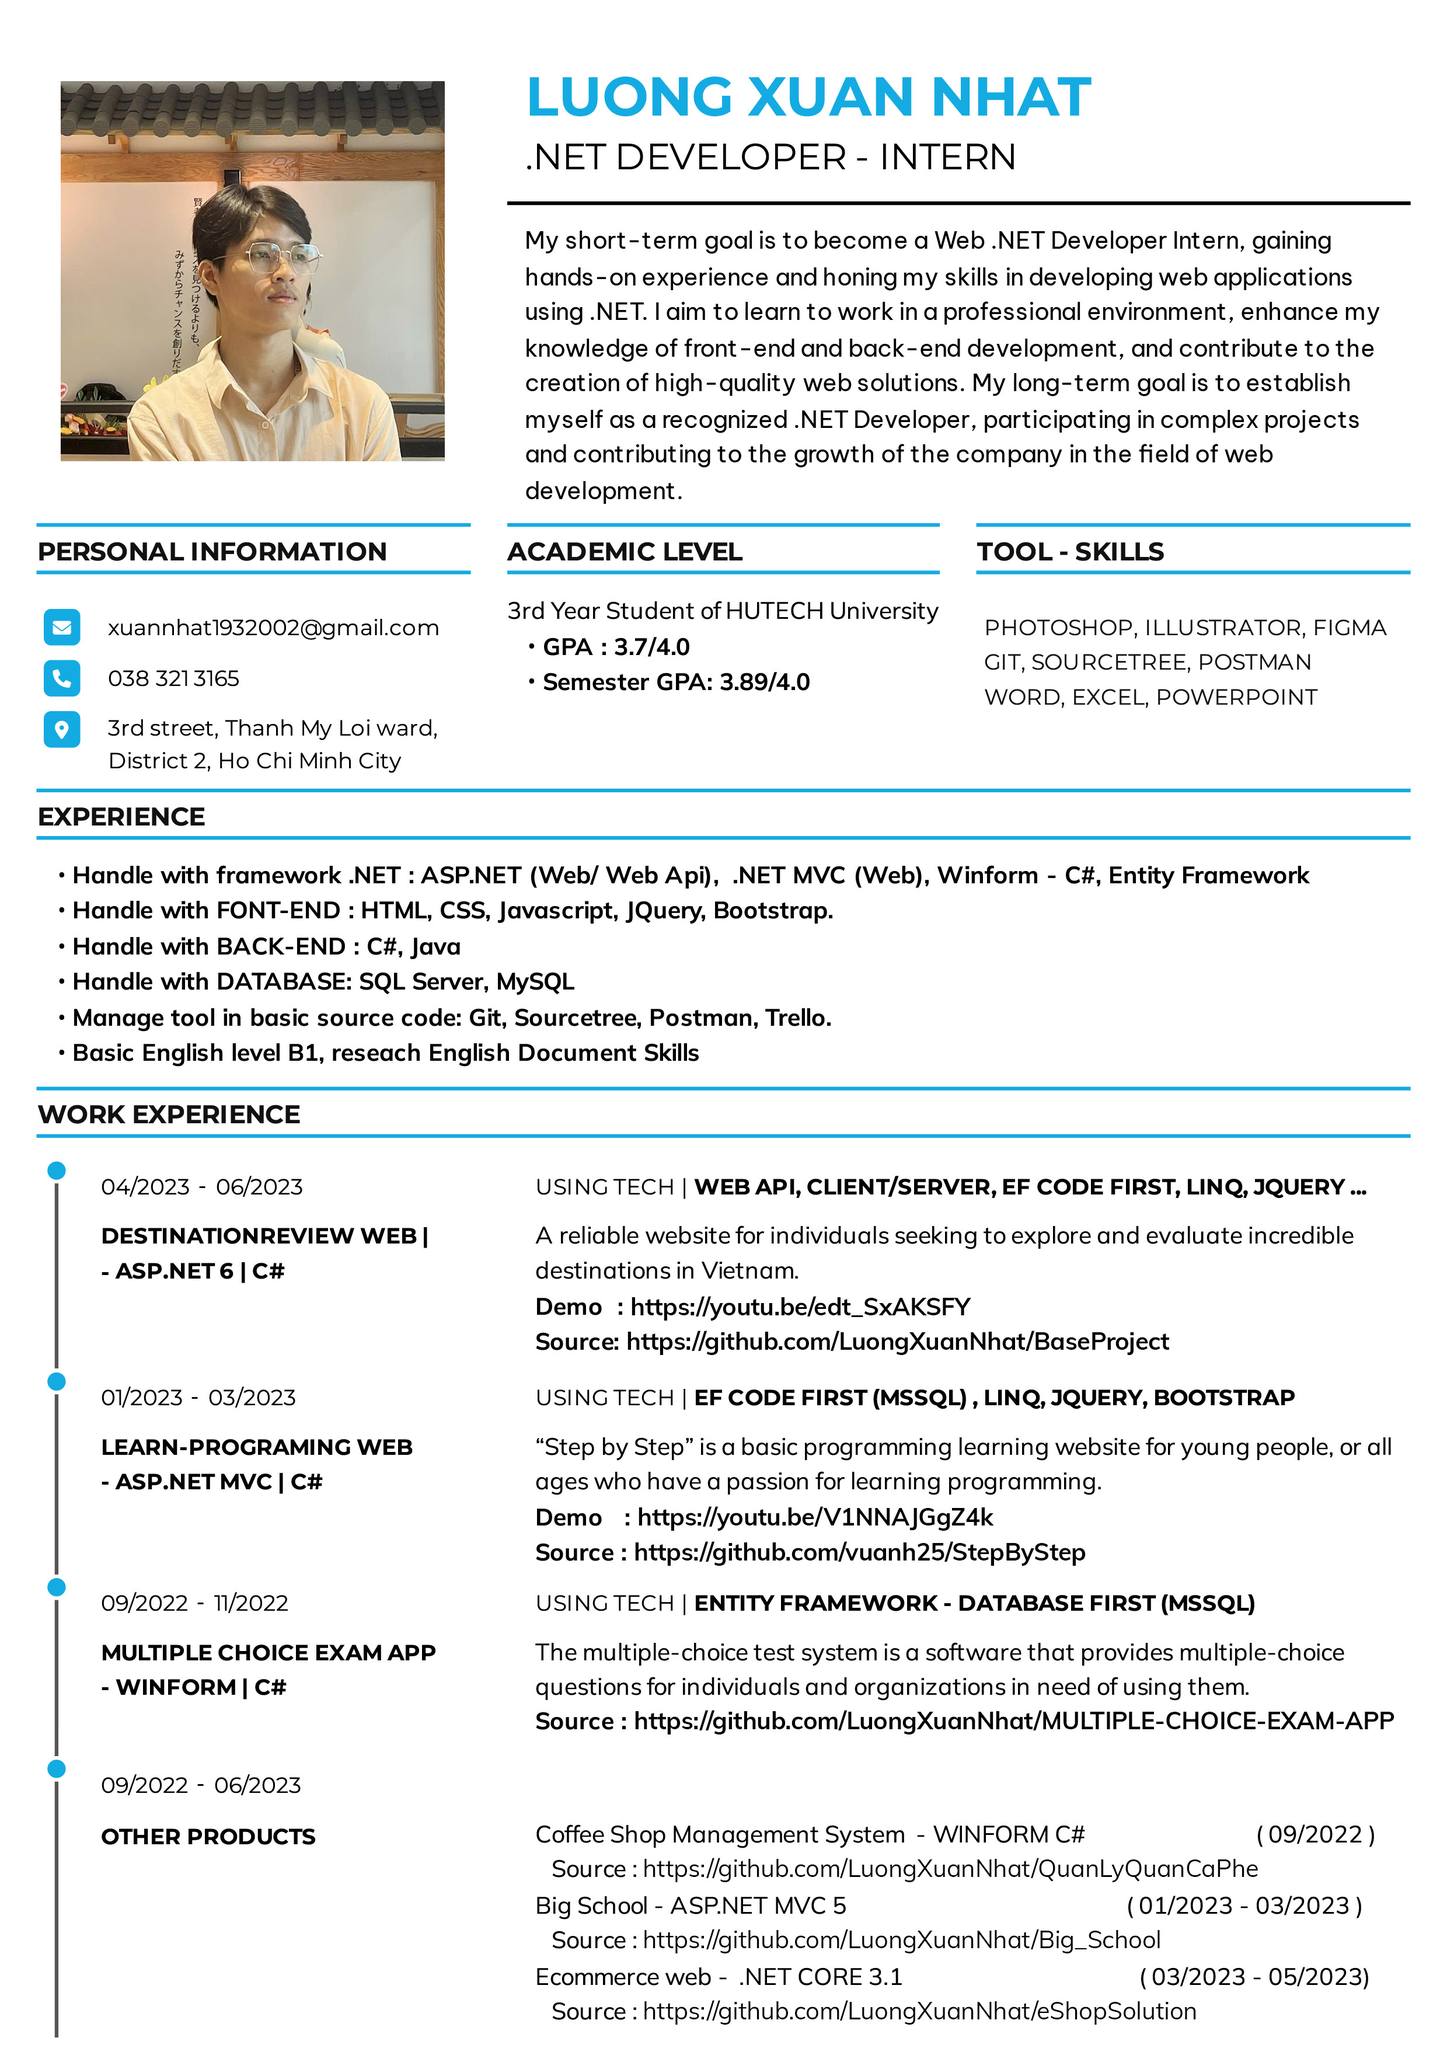 LUONG XUAN NHAT
.NET DEVELOPER - INTERN
My short-term goal is to become a Web .NET Developer Intern, gaining
hands-on experience and honing my skills in developing web applications
using .NET. I aim to learn to work in a professional environment, enhance my
knowledge of front-end and back-end development, and contribute to the
creation of high-quality web solutions. My long-term goal is to establish
myself as a recognized .NET Developer, participating in complex projects
and contributing to the growth of the company in the field of web
development.
みずからチャンスを創りだす
を見つけるよりも、
PERSONAL INFORMATION
xuannhat1932002@gmail.com
038 321 3165
3rd street, Thanh My Loi ward,
District 2, Ho Chi Minh City
ACADEMIC LEVEL
3rd Year Student of HUTECH University
• GPA : 3.7/4.0
• Semester GPA: 3.89/4.0
TOOL - SKILLS
PHOTOSHOP, ILLUSTRATOR, FIGMA
GIT, SOURCETREE, POSTMAN
WORD, EXCEL, POWERPOINT
EXPERIENCE
• Handle with framework .NET : ASP.NET (Web/ Web Api), .NET MVC (Web), Winform - C#, Entity Framework
• Handle with FONT-END : HTML, CSS, Javascript, JQuery, Bootstrap.
• Handle with BACK-END : C#, Java
• Handle with DATABASE: SQL Server, MySQL
• Manage tool in basic source code: Git, Sourcetree, Postman, Trello.
• Basic English level B1, reseach English Document Skills
WORK EXPERIENCE
04/2023 - 06/2023
DESTINATIONREVIEW WEB |
- ASP.NET 6 | C#
USING TECH | WEB API, CLIENT/SERVER, EF CODE FIRST, LINQ, JQUERY ...
A reliable website for individuals seeking to explore and evaluate incredible
destinations in Vietnam.
Demo : https://youtu.be/edt_SxAKSFY
Source: https://github.com/LuongXuanNhat/BaseProject
01/2023 - 03/2023
LEARN-PROGRAMING WEB
- ASP.NET MVC | C#
USING TECH | EF CODE FIRST (MSSQL) , LINQ, JQUERY, BOOTSTRAP
“Step by Step” is a basic programming learning website for young people, or all
ages who have a passion for learning programming.
Demo : https://youtu.be/V1NNAJGgZ4k
Source : https://github.com/vuanh25/StepByStep
09/2022 - 11/2022
MULTIPLE CHOICE EXAM APP
- WINFORM | C#
USING TECH | ENTITY FRAMEWORK - DATABASE FIRST (MSSQL)
The multiple-choice test system is a software that provides multiple-choice
questions for individuals and organizations in need of using them.
Source : https://github.com/LuongXuanNhat/MULTIPLE-CHOICE-EXAM-APP
09/2022 - 06/2023
OTHER PRODUCTS
Coffee Shop Management System - WINFORM C# ( 09/2022 )
Source : https://github.com/LuongXuanNhat/QuanLyQuanCaPhe
Big School - ASP.NET MVC 5 ( 01/2023 - 03/2023 )
Source : https://github.com/LuongXuanNhat/Big_School
Ecommerce web - .NET CORE 3.1 ( 03/2023 - 05/2023)
Source : https://github.com/LuongXuanNhat/eShopSolution